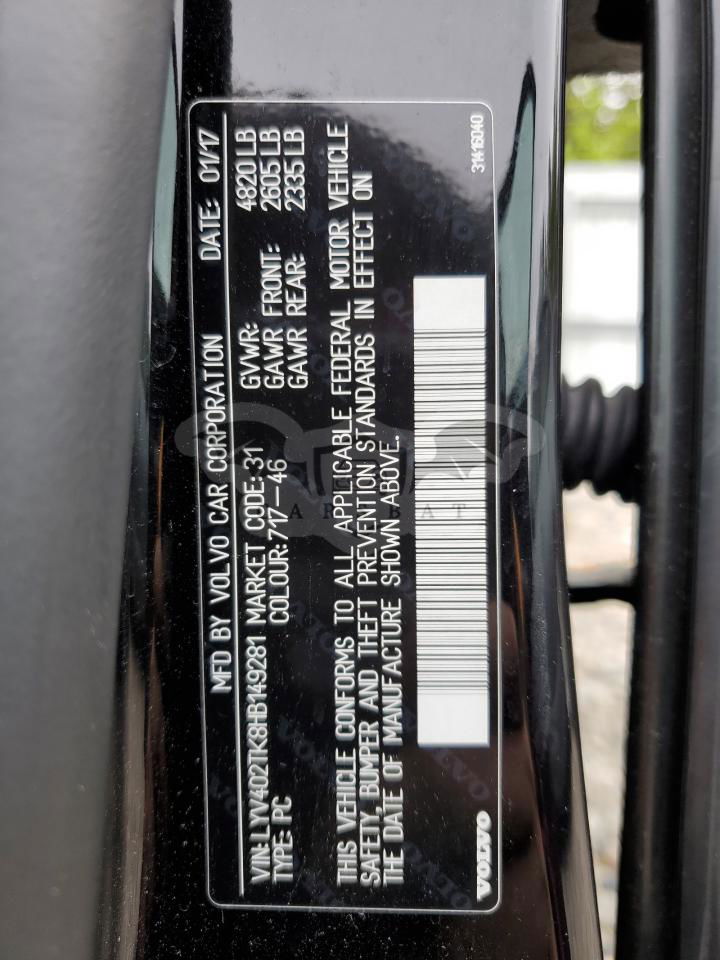 MFD BY VOLVO CAR CORPORATION DATE: 01/17
VIN: LYV402TK8HB149281 MARKET CODE: 31 GVWR: 4820 LB
TYPE: PC COLOUR: 717-46 GAWR FRONT: 2605 LB
GAWR REAR: 2335 LB
THIS VEHICLE CONFORMS TO ALL APPLICABLE FEDERAL MOTOR VEHICLE
SAFETY, BUMPER AND THEFT PREVENTION STANDARDS IN EFFECT ON
THE DATE OF MANUFACTURE SHOWN ABOVE.
VOLVO 31416040